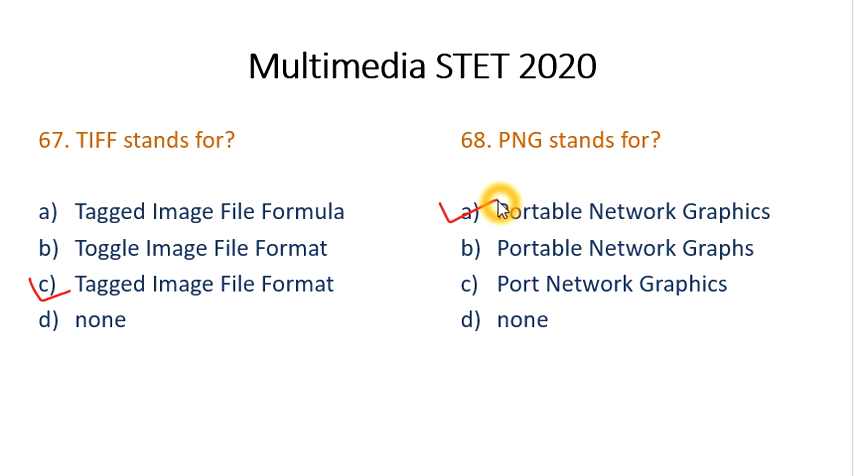 Multimedia STET 2020
67. TIFF stands for?
a) Tagged Image File Formula
b) Toggle Image File Format
c) Tagged Image File Format
d) none
68. PNG stands for?
a) Portable Network Graphics
b) Portable Network Graphs
c) Port Network Graphics
d) none